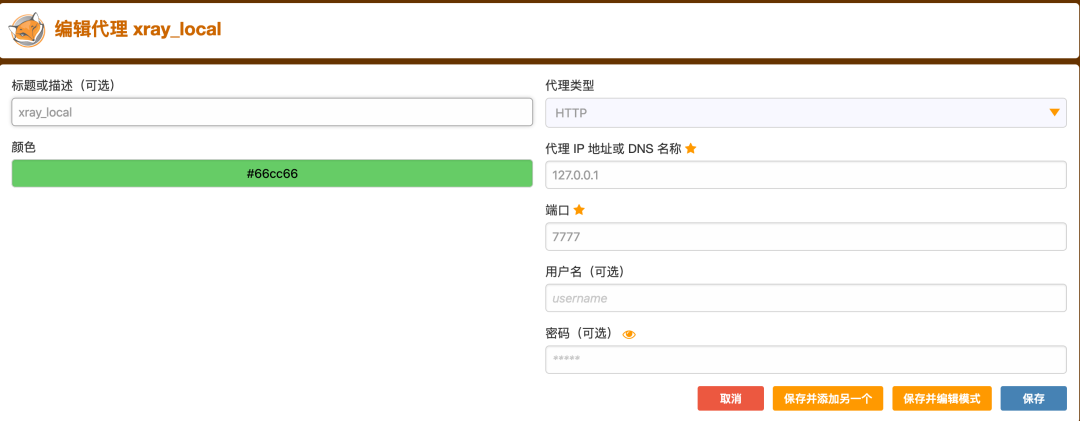 编辑代理 xray_local
标题或描述（可选）
xray_local
颜色
#66cc66
代理类型
HTTP
代理 IP 地址或 DNS 名称
127.0.0.1
端口
7777
用户名（可选）
username
密码（可选）
*****
取消 保存并添加另一个 保存并编辑模式 保存